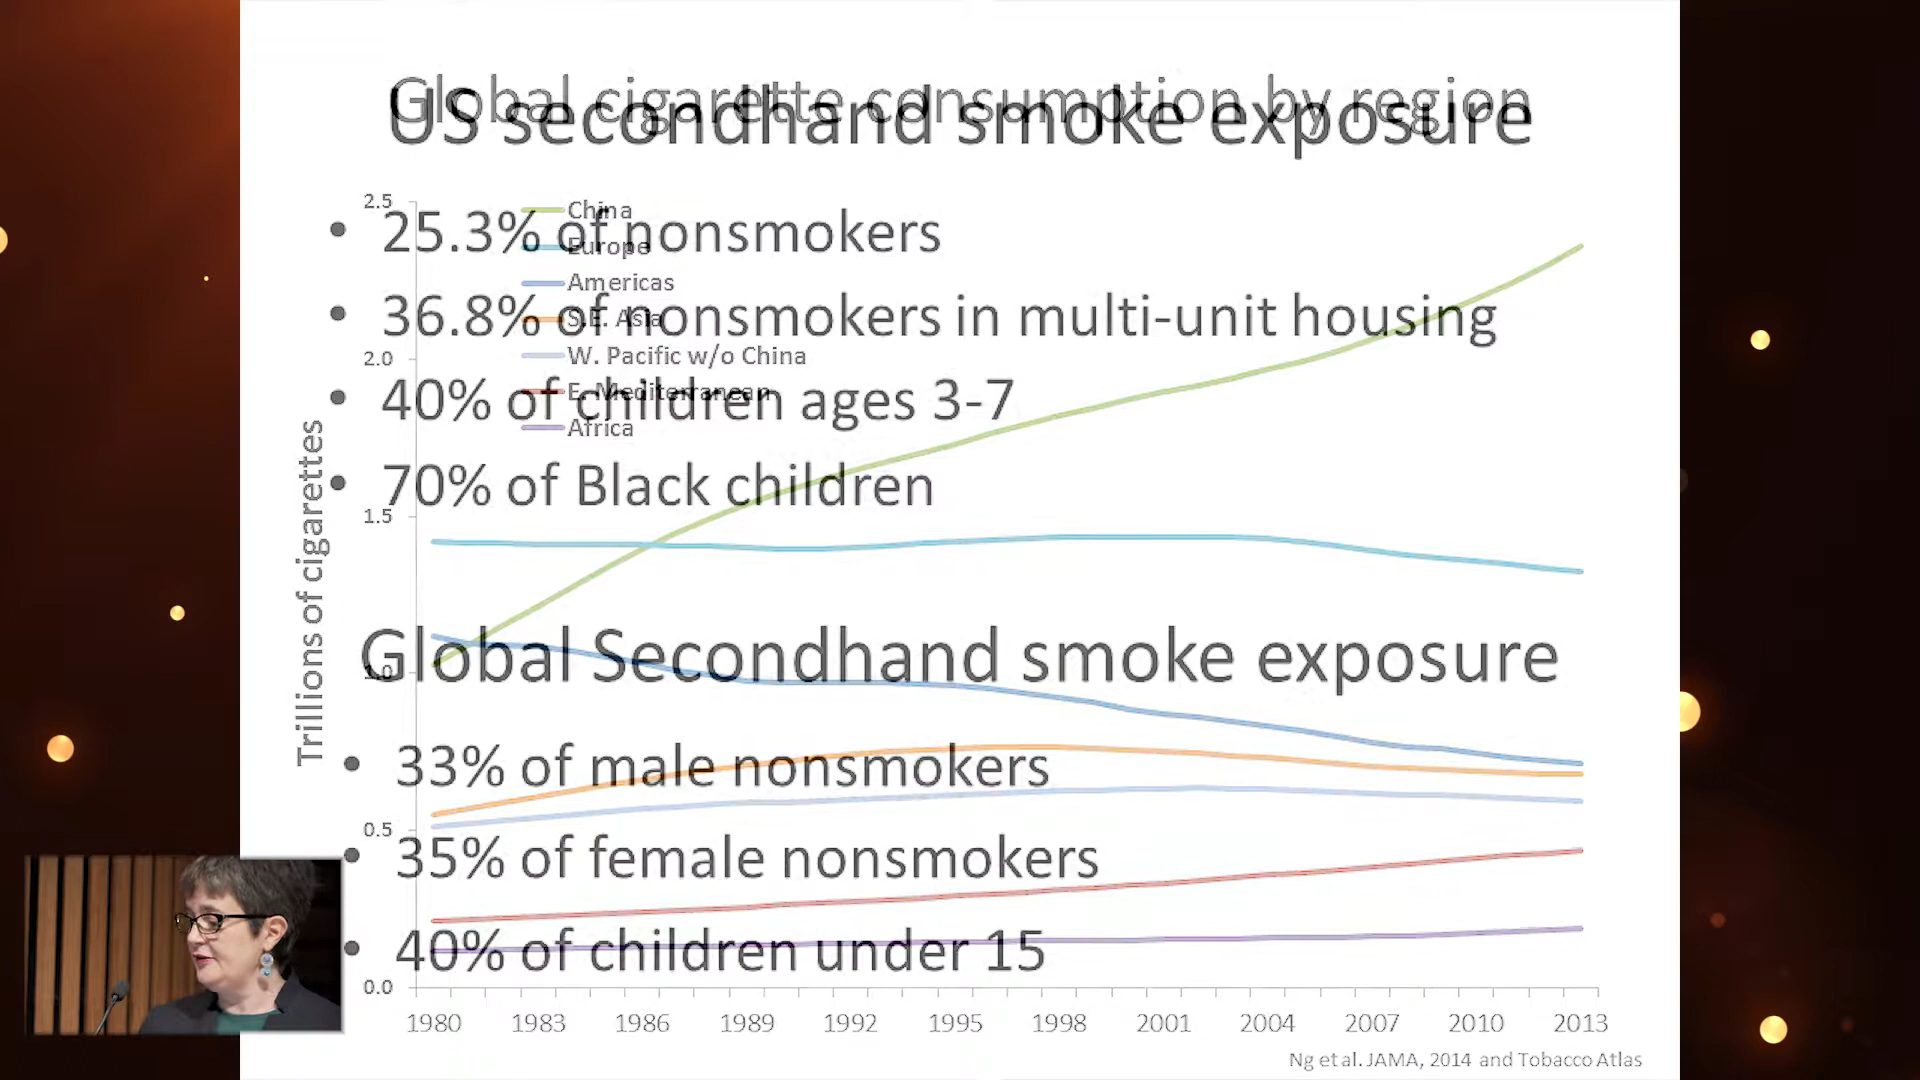 Global cigarette consumption by region
US secondhand smoke exposure
2.5
China
• 25.3% of nonsmokers
Europe
Americas
• 36.8% of nonsmokers in multi-unit housing
S.E. Asia
2.0
W. Pacific w/o China
E. Mediterranean
• 40% of children ages 3-7
Africa
• 70% of Black children
1.5
Trillions of cigarettes
Global Secondhand smoke exposure
1.0
• 33% of male nonsmokers
0.5
• 35% of female nonsmokers
• 40% of children under 15
0.0
1980 1983 1986 1989 1992 1995 1998 2001 2004 2007 2010 2013
Ng et al. JAMA, 2014 and Tobacco Atlas